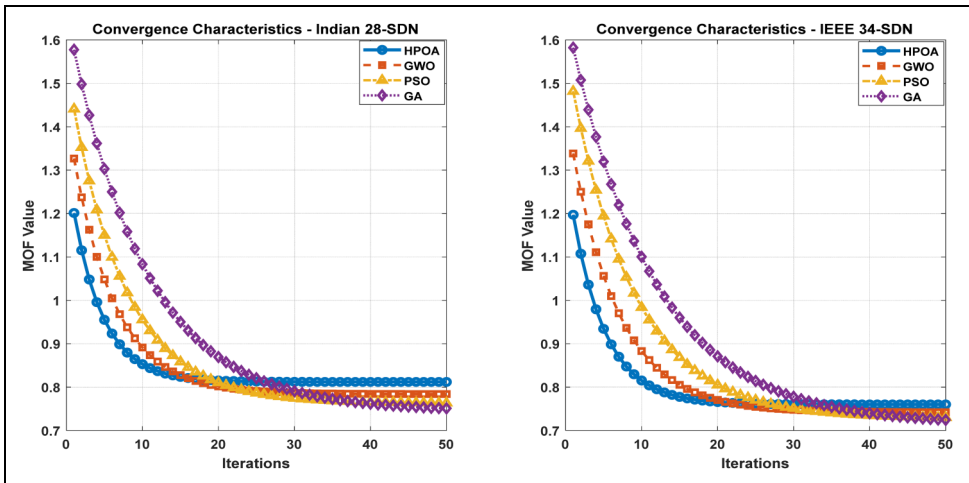 Convergence Characteristics - Indian 28-SDN
1.6
1.5
1.4
1.3
1.2
1.1
1
0.9
0.8
0.7
MOF Value
0
10
20
30
40
50
Iterations
HPOA
GWO
PSO
GA
Convergence Characteristics - IEEE 34-SDN
1.6
1.5
1.4
1.3
1.2
1.1
1
0.9
0.8
0.7
MOF Value
0
10
20
30
40
50
Iterations
HPOA
GWO
PSO
GA